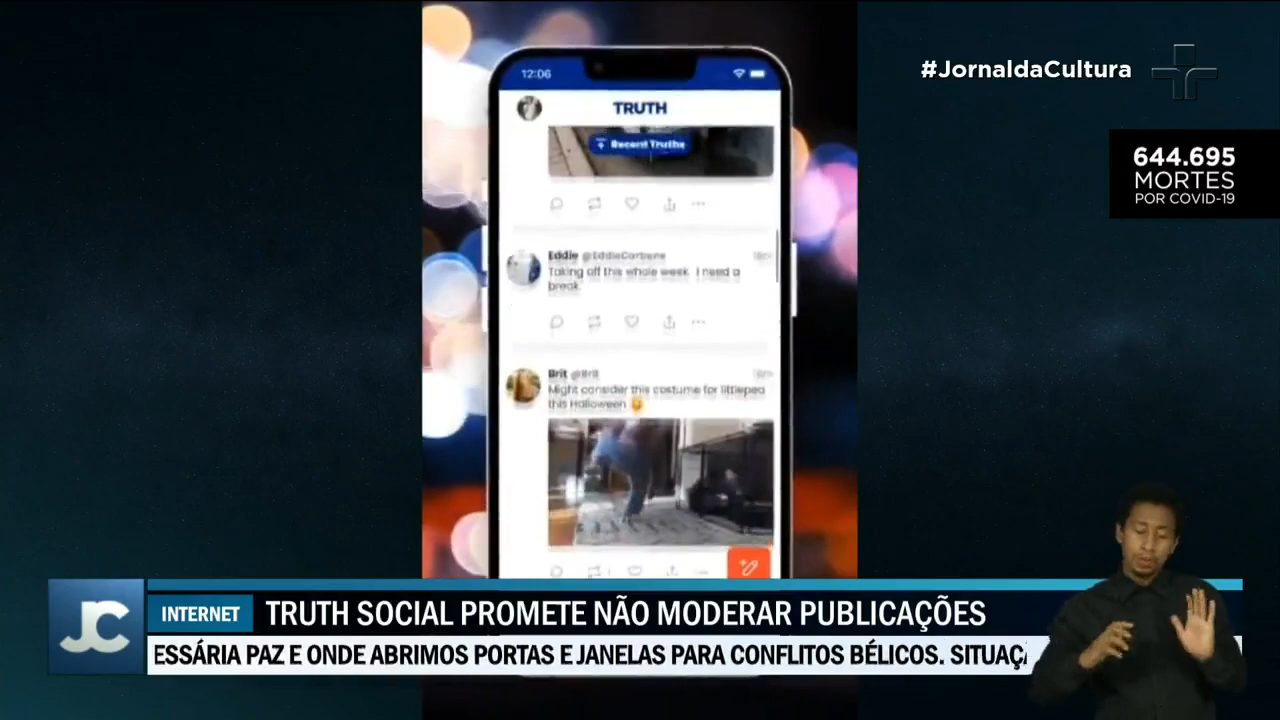 #JornaldaCultura
644.695
MORTES
POR COVID-19
12:06
TRUTH
Recent Truths
Eddie @EddieCorbone
Taking off this whole week. I need a
break.
Brit @Brit
Might consider this costume for littlepea
this Halloween
JC
INTERNET
TRUTH SOCIAL PROMETE NÃO MODERAR PUBLICAÇÕES
ESSÁRIA PAZ E ONDE ABRIMOS PORTAS E JANELAS PARA CONFLITOS BÉLICOS. SITUAÇ